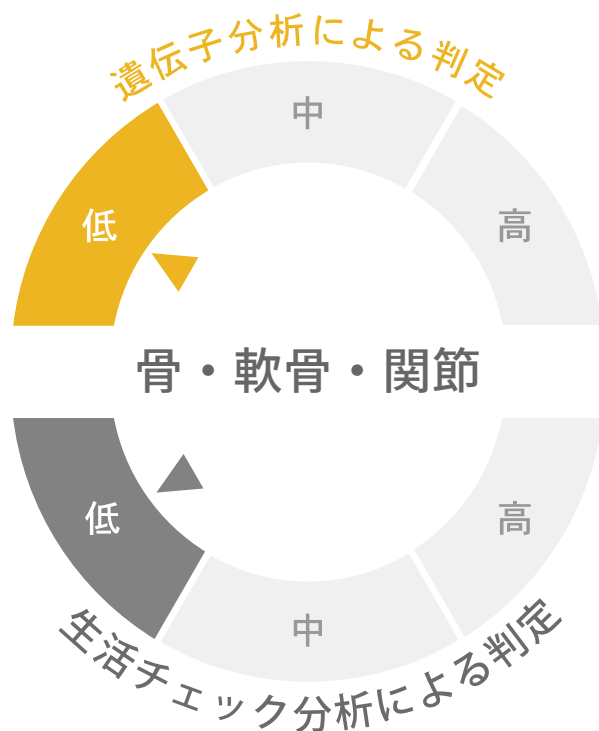 遺伝子分析による判定
中
低
高
骨・軟骨・関節
低
高
中
生活チェック分析による判定